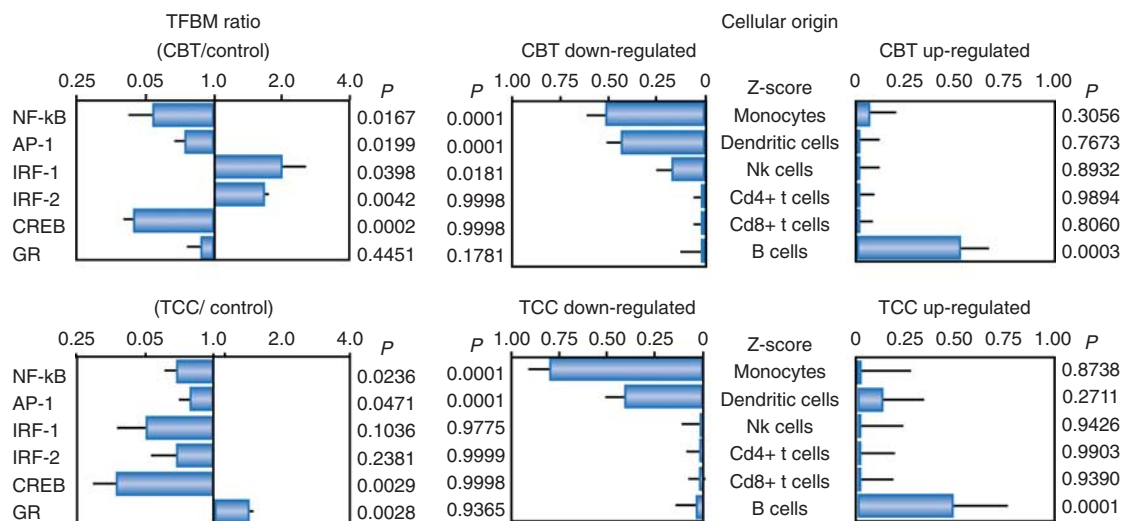 TFBM ratio
Cellular origin
(CBT/control)
CBT down-regulated
CBT up-regulated
0.25 0.05 1.0 2.0 4.0 P
P 1.00 0.75 0.50 0.25 0
Z-score
0 0.25 0.50 0.75 1.00 P
NF-kB 0.0167 0.0001 Monocytes 0.3056
AP-1 0.0199 0.0001 Dendritic cells 0.7673
IRF-1 0.0398 0.0181 Nk cells 0.8932
IRF-2 0.0042 0.9998 Cd4+ t cells 0.9894
CREB 0.0002 0.9998 Cd8+ t cells 0.8060
GR 0.4451 0.1781 B cells 0.0003
(TCC/ control)
TCC down-regulated
TCC up-regulated
0.25 0.05 1.0 2.0 4.0 P
P 1.00 0.75 0.50 0.25 0
Z-score
0 0.25 0.50 0.75 1.00 P
NF-kB 0.0236 0.0001 Monocytes 0.8738
AP-1 0.0471 0.0001 Dendritic cells 0.2711
IRF-1 0.1036 0.9775 Nk cells 0.9426
IRF-2 0.2381 0.9999 Cd4+ t cells 0.9903
CREB 0.0029 0.9998 Cd8+ t cells 0.9390
GR 0.0028 0.9365 B cells 0.0001